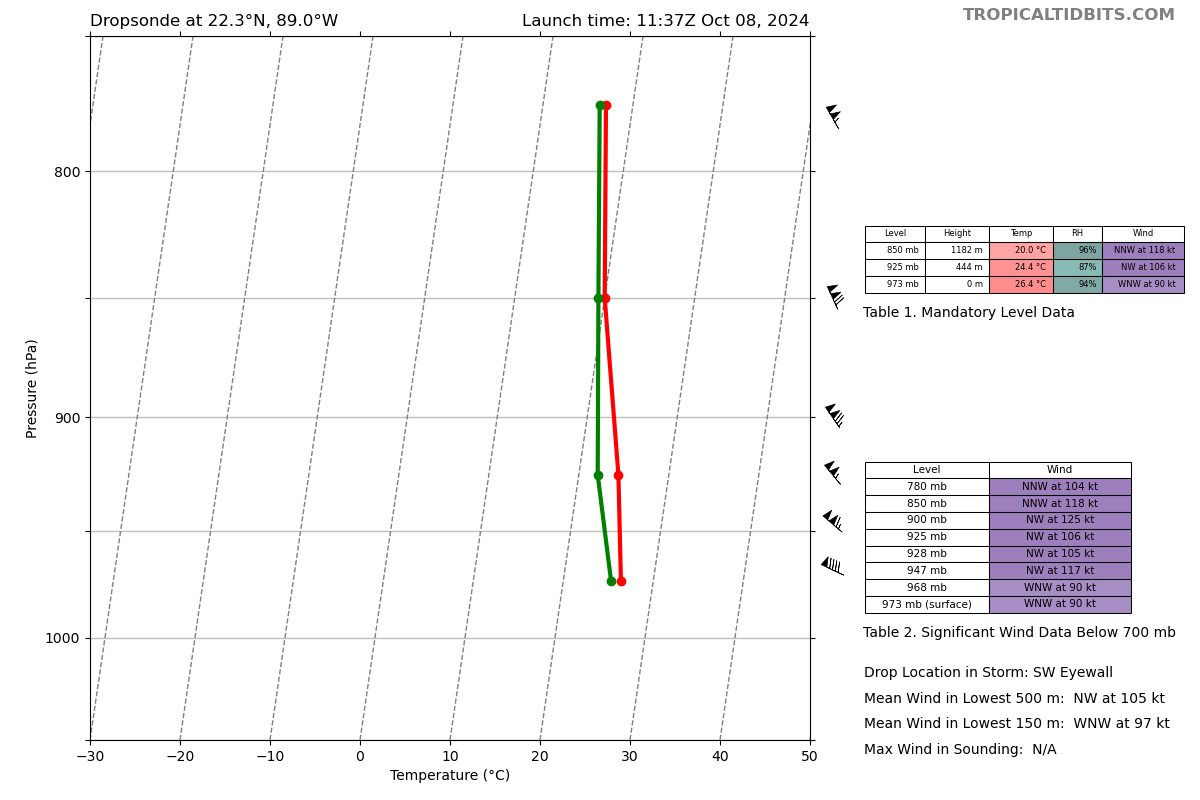 Dropsonde at 22.3°N, 89.0°W
Launch time: 11:37Z Oct 08, 2024
TROPICALTIDBITS.COM
Pressure (hPa)
800
900
1000
−30
−20
−10
0
10
20
30
40
50
Temperature (°C)
Level Height Temp RH Wind
850 mb 1182 m 20.0 °C 96% NNW at 118 kt
925 mb 444 m 24.4 °C 87% NW at 106 kt
973 mb 0 m 26.4 °C 94% WNW at 90 kt
Table 1. Mandatory Level Data
Level Wind
780 mb NNW at 104 kt
850 mb NNW at 118 kt
900 mb NW at 125 kt
925 mb NW at 106 kt
928 mb NW at 105 kt
947 mb NW at 117 kt
968 mb WNW at 90 kt
973 mb (surface) WNW at 90 kt
Table 2. Significant Wind Data Below 700 mb
Drop Location in Storm: SW Eyewall
Mean Wind in Lowest 500 m: NW at 105 kt
Mean Wind in Lowest 150 m: WNW at 97 kt
Max Wind in Sounding: N/A